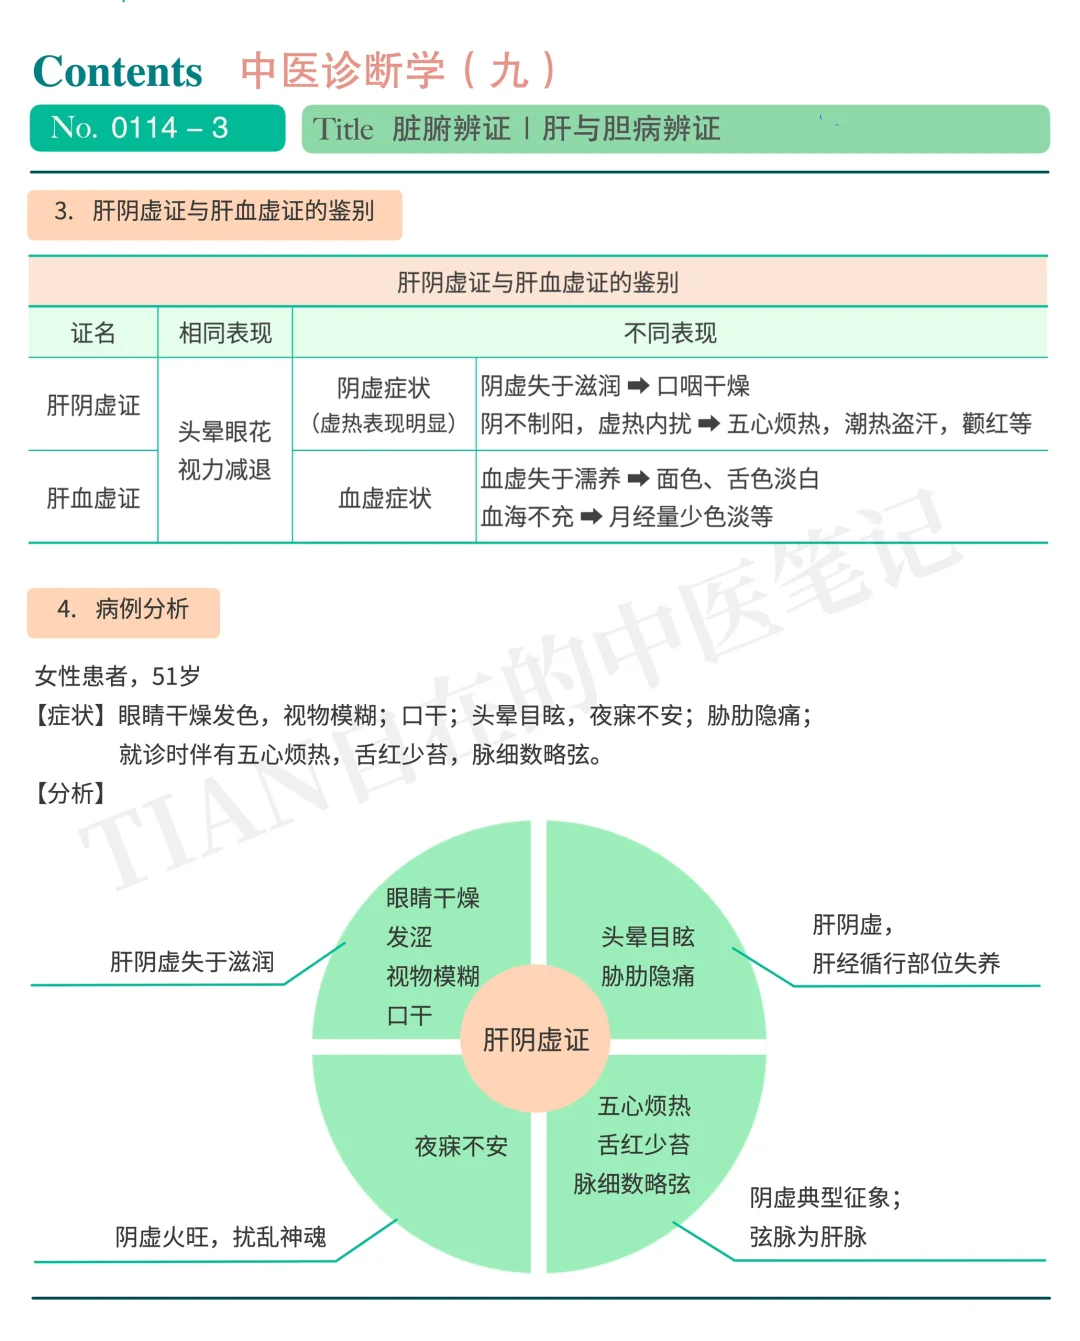 Contents 中医诊断学（九）
No. 0114 – 3
Title 脏腑辨证 | 肝与胆病辨证
3. 肝阴虚证与肝血虚证的鉴别
肝阴虚证与肝血虚证的鉴别
证名 相同表现 不同表现
肝阴虚证
头晕眼花
视力减退
阴虚症状
（虚热表现明显）
阴虚失于滋润➡口咽干燥
阴不制阳，虚热内扰➡五心烦热，潮热盗汗，颧红等
肝血虚证
血虚症状
血虚失于濡养➡面色、舌色淡白
血海不充➡月经量少色淡等
4. 病例分析
女性患者，51岁
【症状】眼睛干燥发色，视物模糊；口干；头晕目眩，夜寐不安；胁肋隐痛；
就诊时伴有五心烦热，舌红少苔，脉细数略弦。
【分析】
眼睛干燥
发涩
视物模糊
口干
肝阴虚失于滋润
头晕目眩
胁肋隐痛
肝阴虚，
肝经循行部位失养
肝阴虚证
夜寐不安
阴虚火旺，扰乱神魂
五心烦热
舌红少苔
脉细数略弦
阴虚典型征象；
弦脉为肝脉
TIAN自在的中医笔记